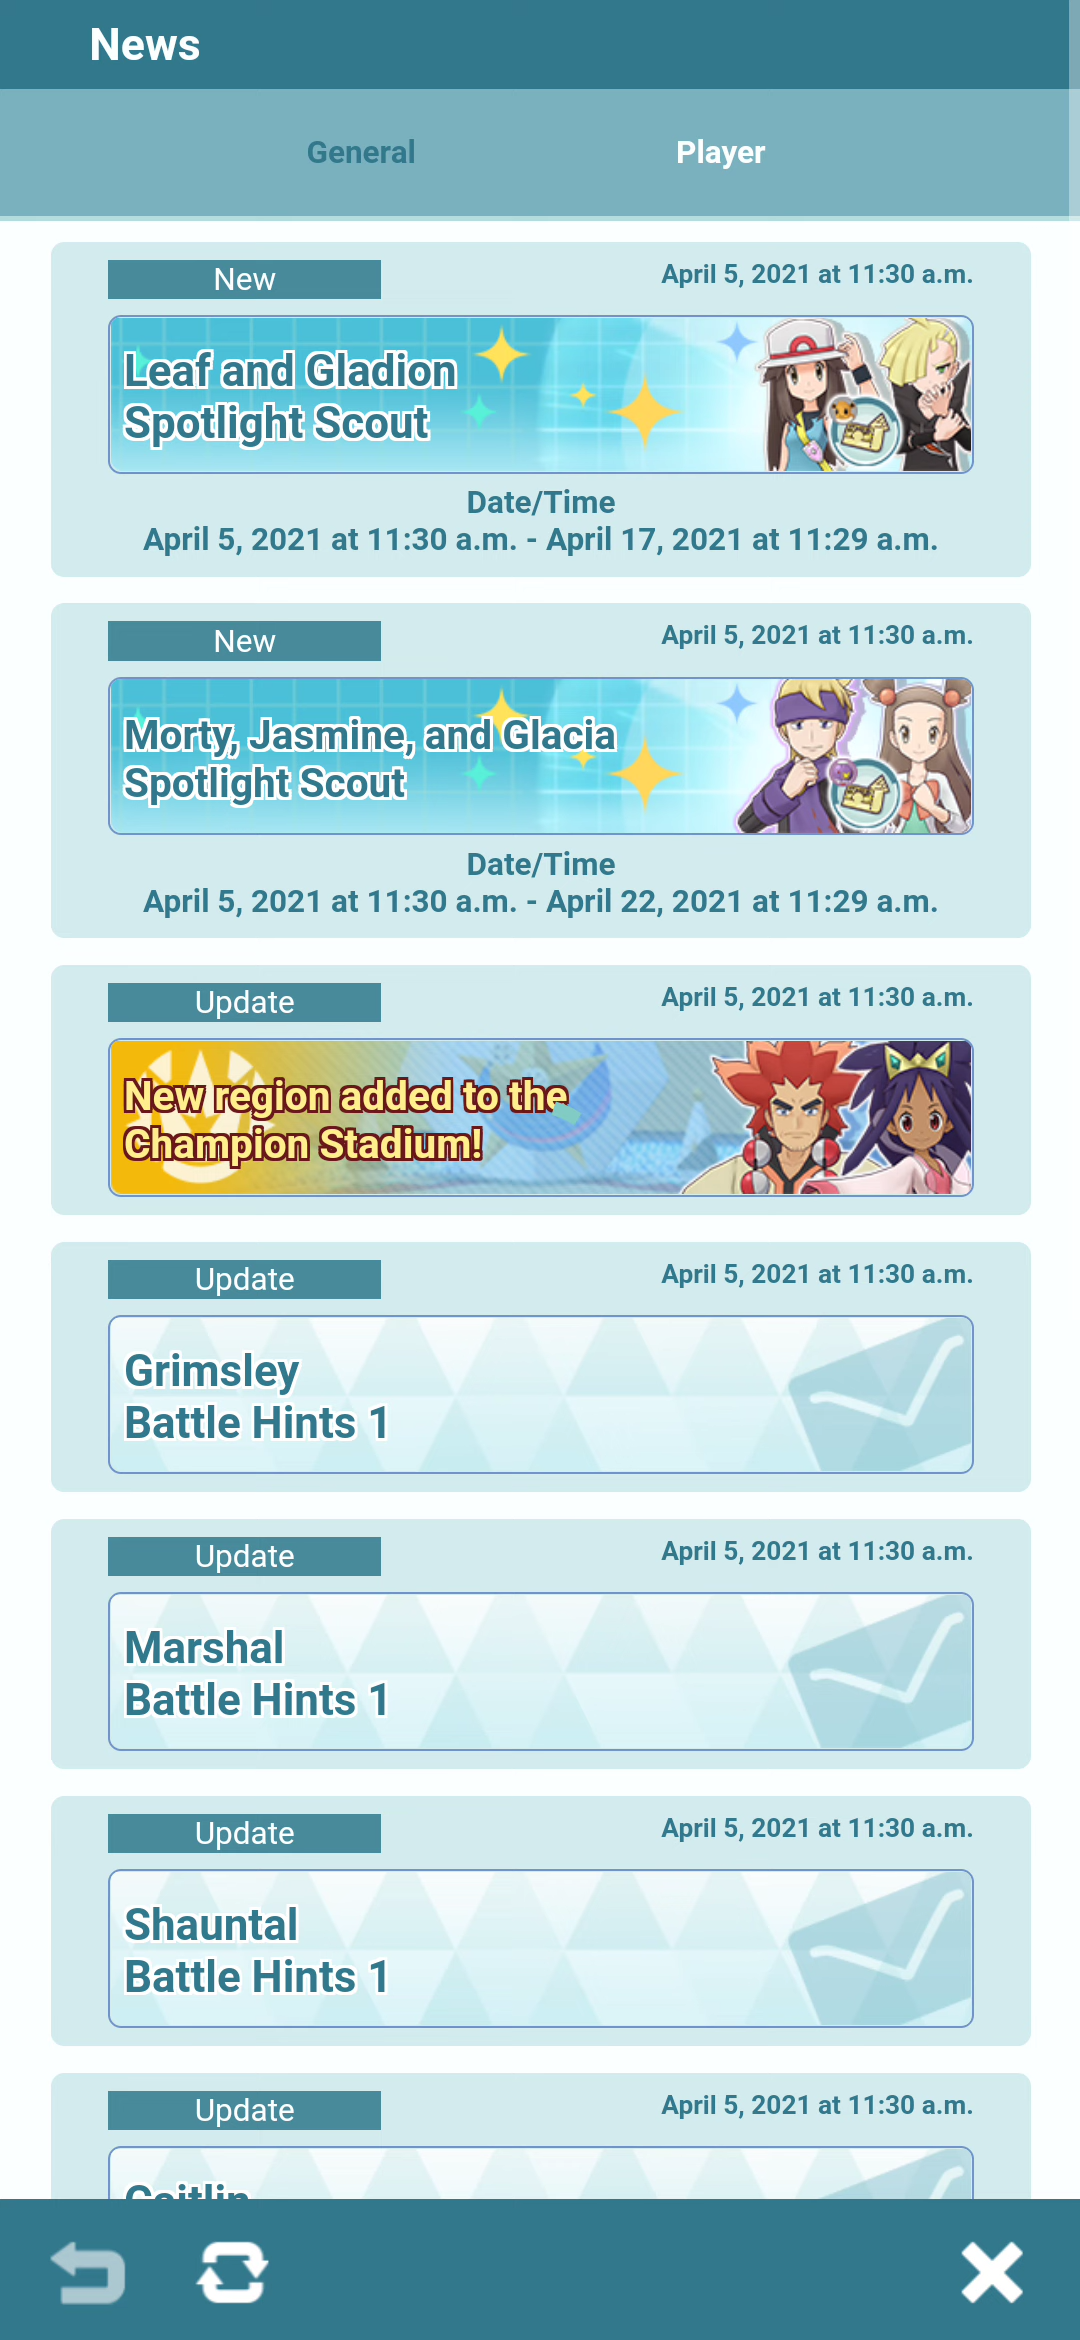 News
General
Player
New
April 5, 2021 at 11:30 a.m.
Leaf and Gladion
Spotlight Scout
Date/Time
April 5, 2021 at 11:30 a.m. - April 17, 2021 at 11:29 a.m.
New
April 5, 2021 at 11:30 a.m.
Morty, Jasmine, and Glacia
Spotlight Scout
Date/Time
April 5, 2021 at 11:30 a.m. - April 22, 2021 at 11:29 a.m.
Update
April 5, 2021 at 11:30 a.m.
New region added to the
Champion Stadium!
Update
April 5, 2021 at 11:30 a.m.
Grimsley
Battle Hints 1
Update
April 5, 2021 at 11:30 a.m.
Marshal
Battle Hints 1
Update
April 5, 2021 at 11:30 a.m.
Shauntal
Battle Hints 1
Update
April 5, 2021 at 11:30 a.m.
Caitlin